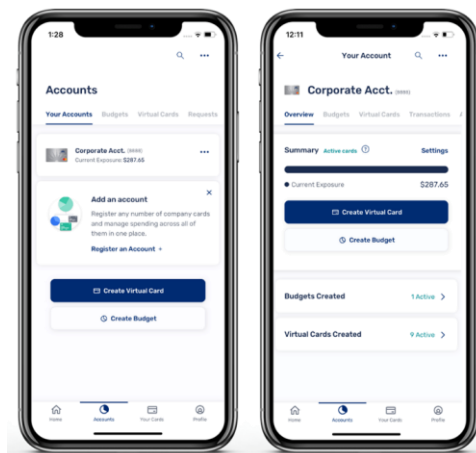 1:28
Accounts
Your Accounts Budgets Virtual Cards Requests
Corporate Acct.
Current Exposure: $287.65
Add an account
Register any number of company cards
and manage spending across all of
them in one place.
Register an Account +
Create Virtual Card
Create Budget
Home Accounts Your Cards Profile
12:11
Your Account
Corporate Acct.
Overview Budgets Virtual Cards Transactions
Summary Active cards Settings
Current Exposure $287.65
Create Virtual Card
Create Budget
Budgets Created 1 Active
Virtual Cards Created 9 Active
Home Accounts Your Cards Profile